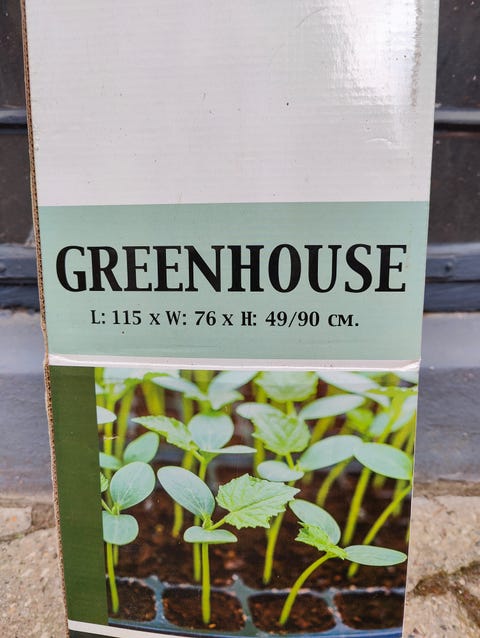 GREENHOUSE
L: 115 x W: 76 x H: 49/90 CM.